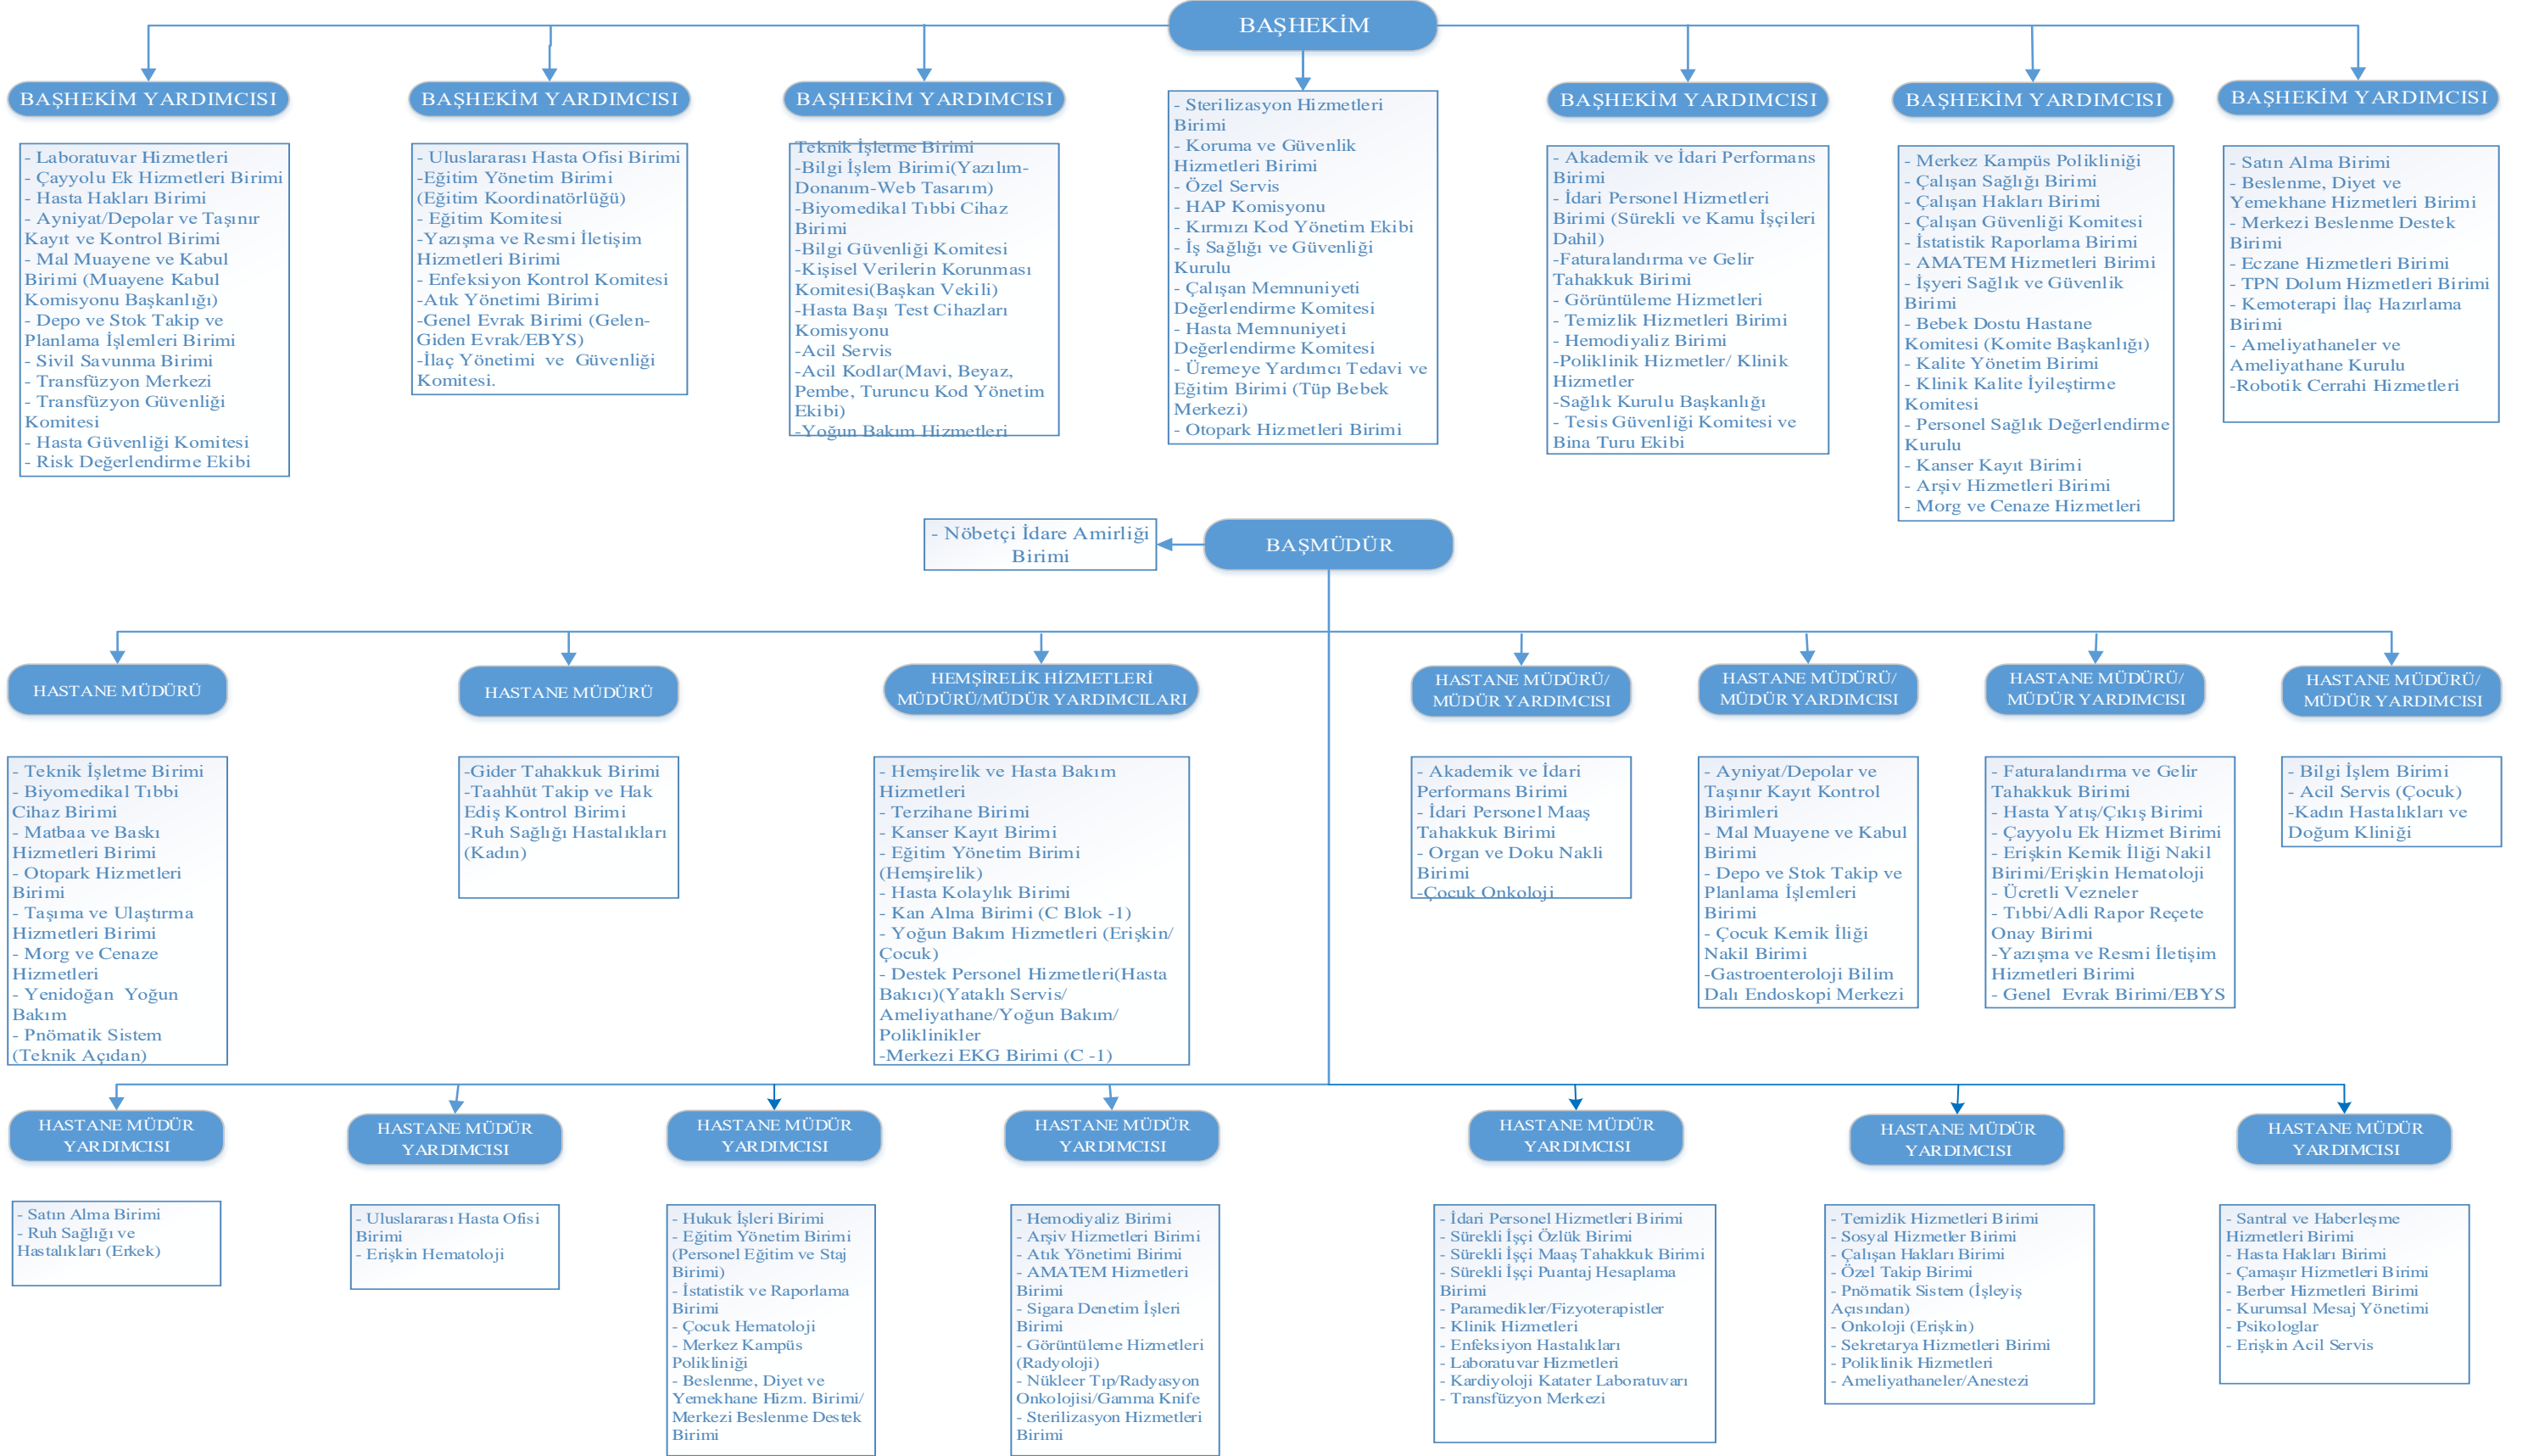 BAŞHEKİM
BAŞHEKİM YARDIMCISI
- Laboratuvar Hizmetleri
- Çayyolu Ek Hizmetleri Birimi
- Hasta Hakları Birimi
- Ayniyat/Depolar ve Taşınır
Kayıt ve Kontrol Birimi
- Mal Muayene ve Kabul
Birimi (Muayene Kabul
Komisyonu Başkanlığı)
- Depo ve Stok Takip ve
Planlama İşlemleri Birimi
- Sivil Savunma Birimi
- Transfüzyon Merkezi
- Transfüzyon Güvenliği
Komitesi
- Hasta Güvenliği Komitesi
- Risk Değerlendirme Ekibi
BAŞHEKİM YARDIMCISI
- Uluslararası Hasta Ofisi Birimi
-Eğitim Yönetim Birimi
(Eğitim Koordinatörlüğü)
- Eğitim Komitesi
-Yazışma ve Resmi İletişim
Hizmetleri Birimi
- Enfeksiyon Kontrol Komitesi
-Atık Yönetimi Birimi
-Genel Evrak Birimi (Gelen-
Giden Evrak/EBYS)
-İlaç Yönetimi ve Güvenliği
Komitesi.
BAŞHEKİM YARDIMCISI
Teknik İşletme Birimi
-Bilgi İşlem Birimi(Yazılım-
Donanım-Web Tasarım)
-Biyomedikal Tıbbi Cihaz
Birimi
-Bilgi Güvenliği Komitesi
-Kişisel Verilerin Korunması
Komitesi(Başkan Vekili)
-Hasta Başı Test Cihazları
Komisyonu
-Acil Servis
-Acil Kodlar(Mavi, Beyaz,
Pembe, Turuncu Kod Yönetim
Ekibi)
-Yoğun Bakım Hizmetleri
- Sterilizasyon Hizmetleri
Birimi
- Koruma ve Güvenlik
Hizmetleri Birimi
- Özel Servis
- HAP Komisyonu
- Kırmızı Kod Yönetim Ekibi
- İş Sağlığı ve Güvenliği
Kurulu
- Çalışan Memnuniyeti
Değerlendirme Komitesi
- Hasta Memnuniyeti
Değerlendirme Komitesi
- Üremeye Yardımcı Tedavi ve
Eğitim Birimi (Tüp Bebek
Merkezi)
- Otopark Hizmetleri Birimi
BAŞHEKİM YARDIMCISI
- Akademik ve İdari Performans
Birimi
- İdari Personel Hizmetleri
Birimi (Sürekli ve Kamu İşçileri
Dahil)
-Faturalandırma ve Gelir
Tahakkuk Birimi
- Görüntüleme Hizmetleri
- Temizlik Hizmetleri Birimi
- Hemodiyaliz Birimi
-Poliklinik Hizmetler/ Klinik
Hizmetler
-Sağlık Kurulu Başkanlığı
- Tesis Güvenliği Komitesi ve
Bina Turu Ekibi
BAŞHEKİM YARDIMCISI
- Merkez Kampüs Polikliniği
- Çalışan Sağlığı Birimi
- Çalışan Hakları Birimi
- Çalışan Güvenliği Komitesi
- İstatistik Raporlama Birimi
- AMATEM Hizmetleri Birimi
- İşyeri Sağlık ve Güvenlik
Birimi
- Bebek Dostu Hastane
Komitesi (Komite Başkanlığı)
- Kalite Yönetim Birimi
- Klinik Kalite İyileştirme
Komitesi
- Personel Sağlık Değerlendirme
Kurulu
- Kanser Kayıt Birimi
- Arşiv Hizmetleri Birimi
- Morg ve Cenaze Hizmetleri
BAŞHEKİM YARDIMCISI
- Satın Alma Birimi
- Beslenme, Diyet ve
Yemekhane Hizmetleri Birimi
- Merkezi Beslenme Destek
Birimi
- Eczane Hizmetleri Birimi
- TPN Dolum Hizmetleri Birimi
- Kemoterapi İlaç Hazırlama
Birimi
- Ameliyathaneler ve
Ameliyathane Kurulu
-Robotik Cerrahi Hizmetleri
- Nöbetçi İdare Amirliği
Birimi
BAŞMÜDÜR
HASTANE MÜDÜRÜ
- Teknik İşletme Birimi
- Biyomedikal Tıbbi
Cihaz Birimi
- Matbaa ve Baskı
Hizmetleri Birimi
- Otopark Hizmetleri
Birimi
- Taşıma ve Ulaştırma
Hizmetleri Birimi
- Morg ve Cenaze
Hizmetleri
- Yenidoğan Yoğun
Bakım
- Pnömatik Sistem
(Teknik Açıdan)
HASTANE MÜDÜRÜ
-Gider Tahakkuk Birimi
-Taahhüt Takip ve Hak
Ediş Kontrol Birimi
-Ruh Sağlığı Hastalıkları
(Kadın)
HEMŞİRELİK HİZMETLERİ
MÜDÜRÜ/MÜDÜR YARDIMCILARI
- Hemşirelik ve Hasta Bakım
Hizmetleri
- Terzihane Birimi
- Kanser Kayıt Birimi
- Eğitim Yönetim Birimi
(Hemşirelik)
- Hasta Kolaylık Birimi
- Kan Alma Birimi (C Blok -1)
- Yoğun Bakım Hizmetleri (Erişkin/
Çocuk)
- Destek Personel Hizmetleri(Hasta
Bakıcı)(Yataklı Servis/
Ameliyathane/Yoğun Bakım/
Poliklinikler
-Merkezi EKG Birimi (C -1)
HASTANE MÜDÜRÜ/
MÜDÜR YARDIMCISI
- Akademik ve İdari
Performans Birimi
- İdari Personel Maaş
Tahakkuk Birimi
- Organ ve Doku Nakli
Birimi
-Çocuk Onkoloji
HASTANE MÜDÜRÜ/
MÜDÜR YARDIMCISI
- Ayniyat/Depolar ve
Taşınır Kayıt Kontrol
Birimleri
- Mal Muayene ve Kabul
Birimi
- Depo ve Stok Takip ve
Planlama İşlemleri
Birimi
- Çocuk Kemik İliği
Nakil Birimi
-Gastroenteroloji Bilim
Dalı Endoskopi Merkezi
HASTANE MÜDÜRÜ/
MÜDÜR YARDIMCISI
- Faturalandırma ve Gelir
Tahakkuk Birimi
- Hasta Yatış/Çıkış Birimi
- Çayyolu Ek Hizmet Birimi
- Erişkin Kemik İliği Nakil
Birimi/Erişkin Hematoloji
- Ücretli Vezneler
- Tıbbi/Adli Rapor Reçete
Onay Birimi
-Yazışma ve Resmi İletişim
Hizmetleri Birimi
- Genel Evrak Birimi/EBYS
HASTANE MÜDÜRÜ/
MÜDÜR YARDIMCISI
- Bilgi İşlem Birimi
- Acil Servis (Çocuk)
-Kadın Hastalıkları ve
Doğum Kliniği
HASTANE MÜDÜR
YARDIMCISI
- Satın Alma Birimi
- Ruh Sağlığı ve
Hastalıkları (Erkek)
HASTANE MÜDÜR
YARDIMCISI
- Uluslararası Hasta Ofisi
Birimi
- Erişkin Hematoloji
HASTANE MÜDÜR
YARDIMCISI
- Hukuk İşleri Birimi
- Eğitim Yönetim Birimi
(Personel Eğitim ve Staj
Birimi)
- İstatistik ve Raporlama
Birimi
- Çocuk Hematoloji
- Merkez Kampüs
Polikliniği
- Beslenme, Diyet ve
Yemekhane Hizm. Birimi/
Merkezi Beslenme Destek
Birimi
HASTANE MÜDÜR
YARDIMCISI
- Hemodiyaliz Birimi
- Arşiv Hizmetleri Birimi
- Atık Yönetimi Birimi
- AMATEM Hizmetleri
Birimi
- Sigara Denetim İşleri
Birimi
- Görüntüleme Hizmetleri
(Radyoloji)
- Nükleer Tıp/Radyasyon
Onkolojisi/Gamma Knife
- Sterilizasyon Hizmetleri
Birimi
HASTANE MÜDÜR
YARDIMCISI
- İdari Personel Hizmetleri Birimi
- Sürekli İşçi Özlük Birimi
- Sürekli İşçi Maaş Tahakkuk Birimi
- Sürekli İşçi Puantaj Hesaplama
Birimi
- Paramedikler/Fizyoterapistler
- Klinik Hizmetleri
- Enfeksiyon Hastalıkları
- Laboratuvar Hizmetleri
- Kardiyoloji Katater Laboratuvarı
- Transfüzyon Merkezi
HASTANE MÜDÜR
YARDIMCISI
- Temizlik Hizmetleri Birimi
- Sosyal Hizmetler Birimi
- Çalışan Hakları Birimi
- Özel Takip Birimi
- Pnömatik Sistem (İşleyiş
Açısından)
- Onkoloji (Erişkin)
- Sekretarya Hizmetleri Birimi
- Poliklinik Hizmetleri
- Ameliyathaneler/Anestezi
HASTANE MÜDÜR
YARDIMCISI
- Santral ve Haberleşme
Hizmetleri Birimi
- Hasta Hakları Birimi
- Çamaşır Hizmetleri Birimi
- Berber Hizmetleri Birimi
- Kurumsal Mesaj Yönetimi
- Psikologlar
- Erişkin Acil Servis